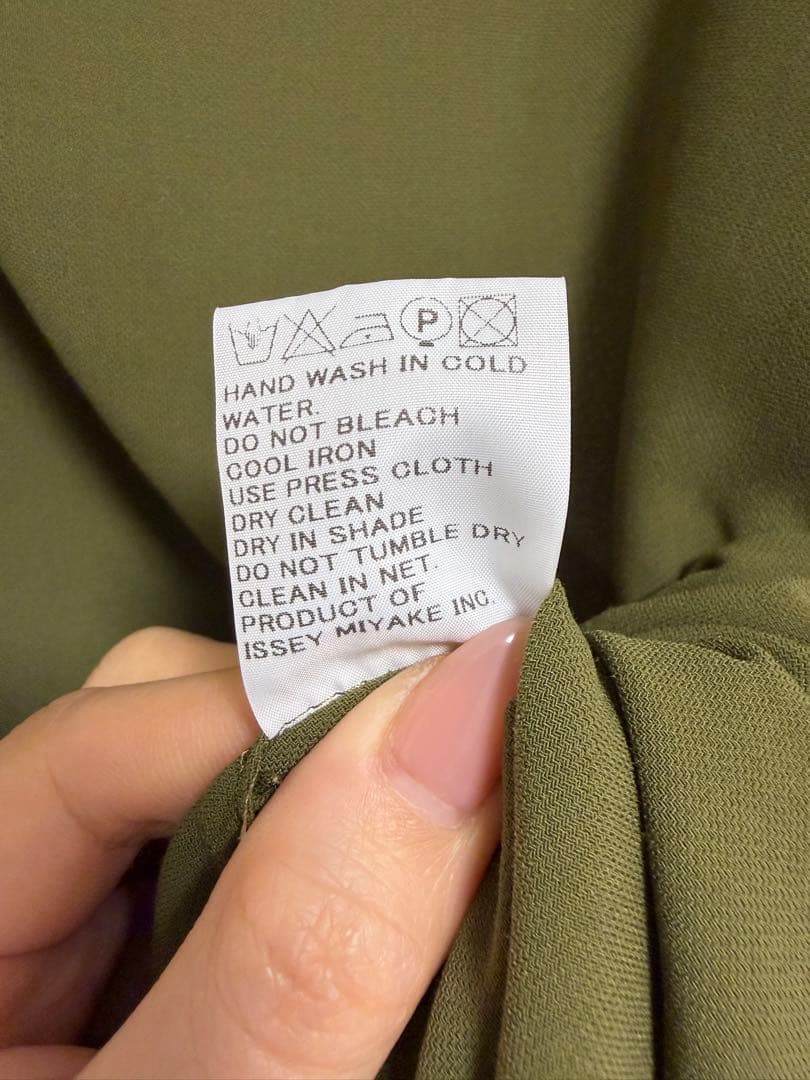 P
HAND WASH IN COLD
WATER.
DO NOT BLEACH
COOL IRON
USE PRESS CLOTH
DRY CLEAN
DRY IN SHADE
DO NOT TUMBLE DRY
CLEAN IN NET.
PRODUCT OF
ISSEY MIYAKE INC.